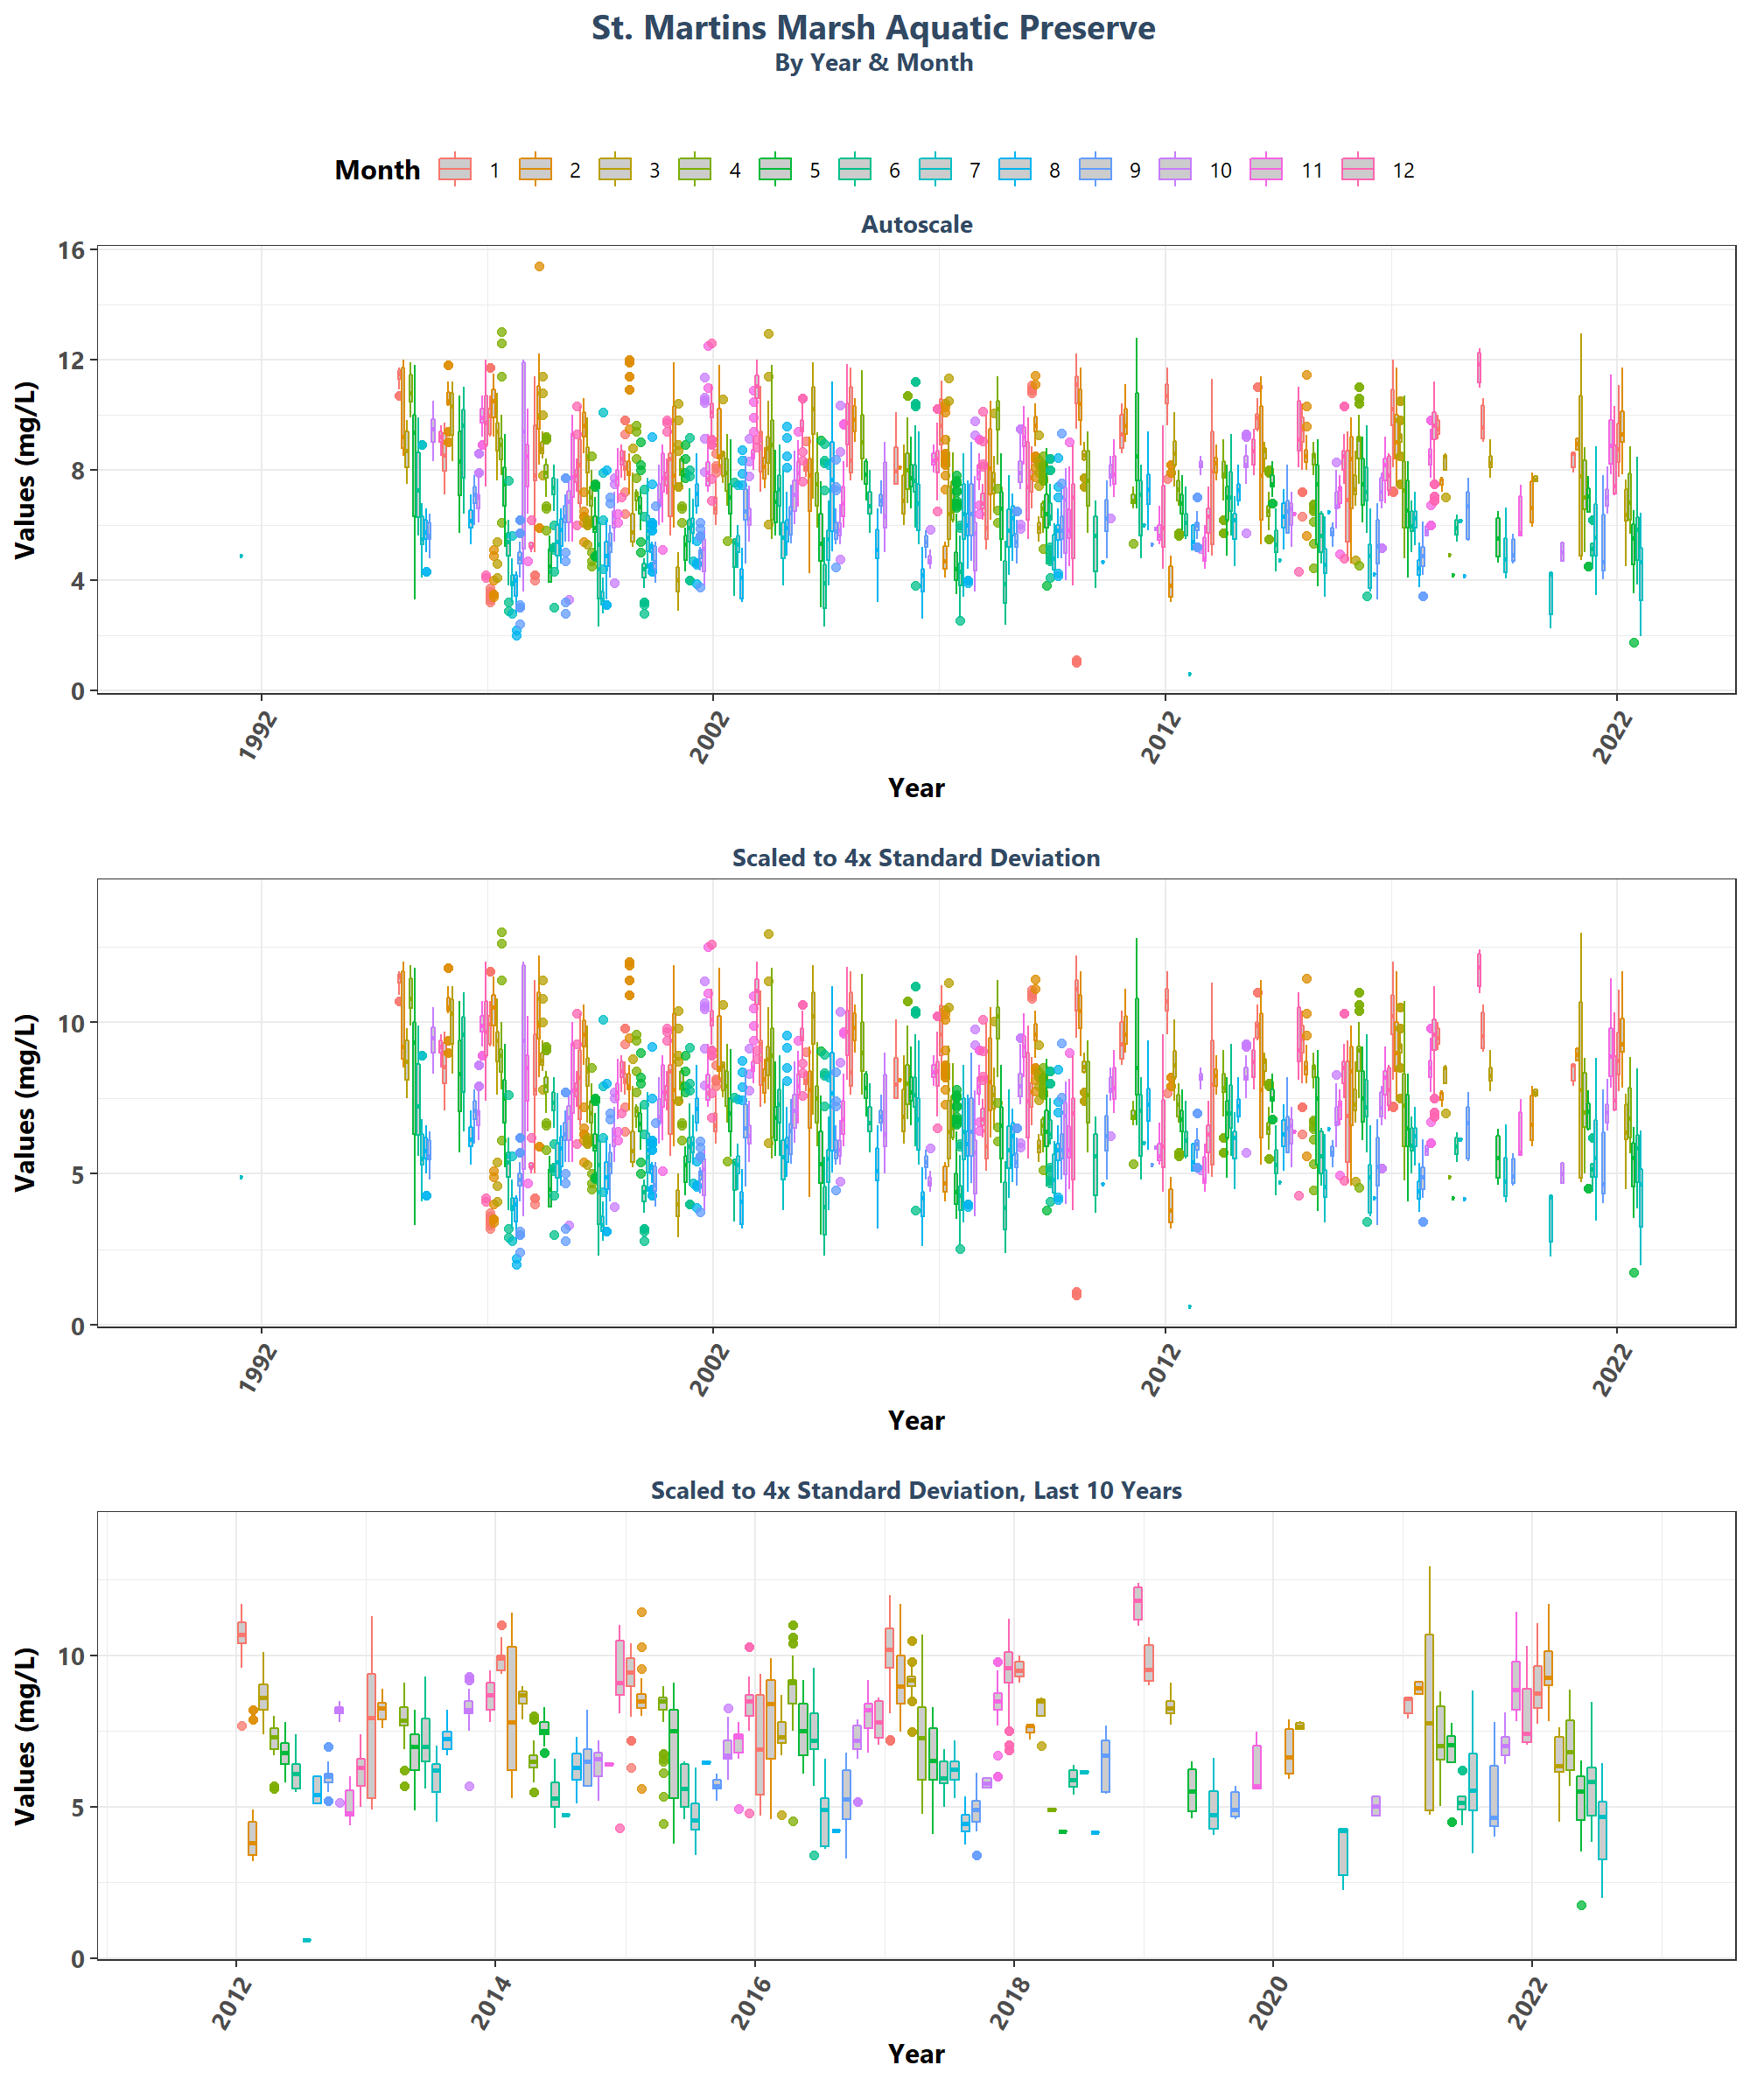 St. Martins Marsh Aquatic Preserve
By Year & Month
Month 1 2 3 4 5 6 7 8 9 10 11 12
Autoscale
Values (mg/L)
16
12
8
4
0
1992 2002 2012 2022
Year
Scaled to 4x Standard Deviation
Values (mg/L)
10
5
0
1992 2002 2012 2022
Year
Scaled to 4x Standard Deviation, Last 10 Years
Values (mg/L)
10
5
0
2012 2014 2016 2018 2020 2022
Year